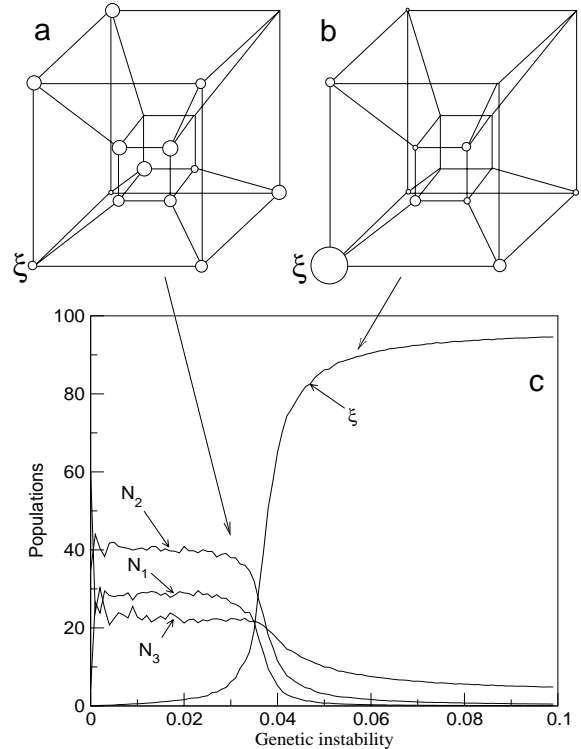 a
b
ξ
ξ
100
80
60
40
20
0
Populations
c
ξ
N2
N1
N3
0
0.02
0.04
0.06
0.08
0.1
Genetic instability